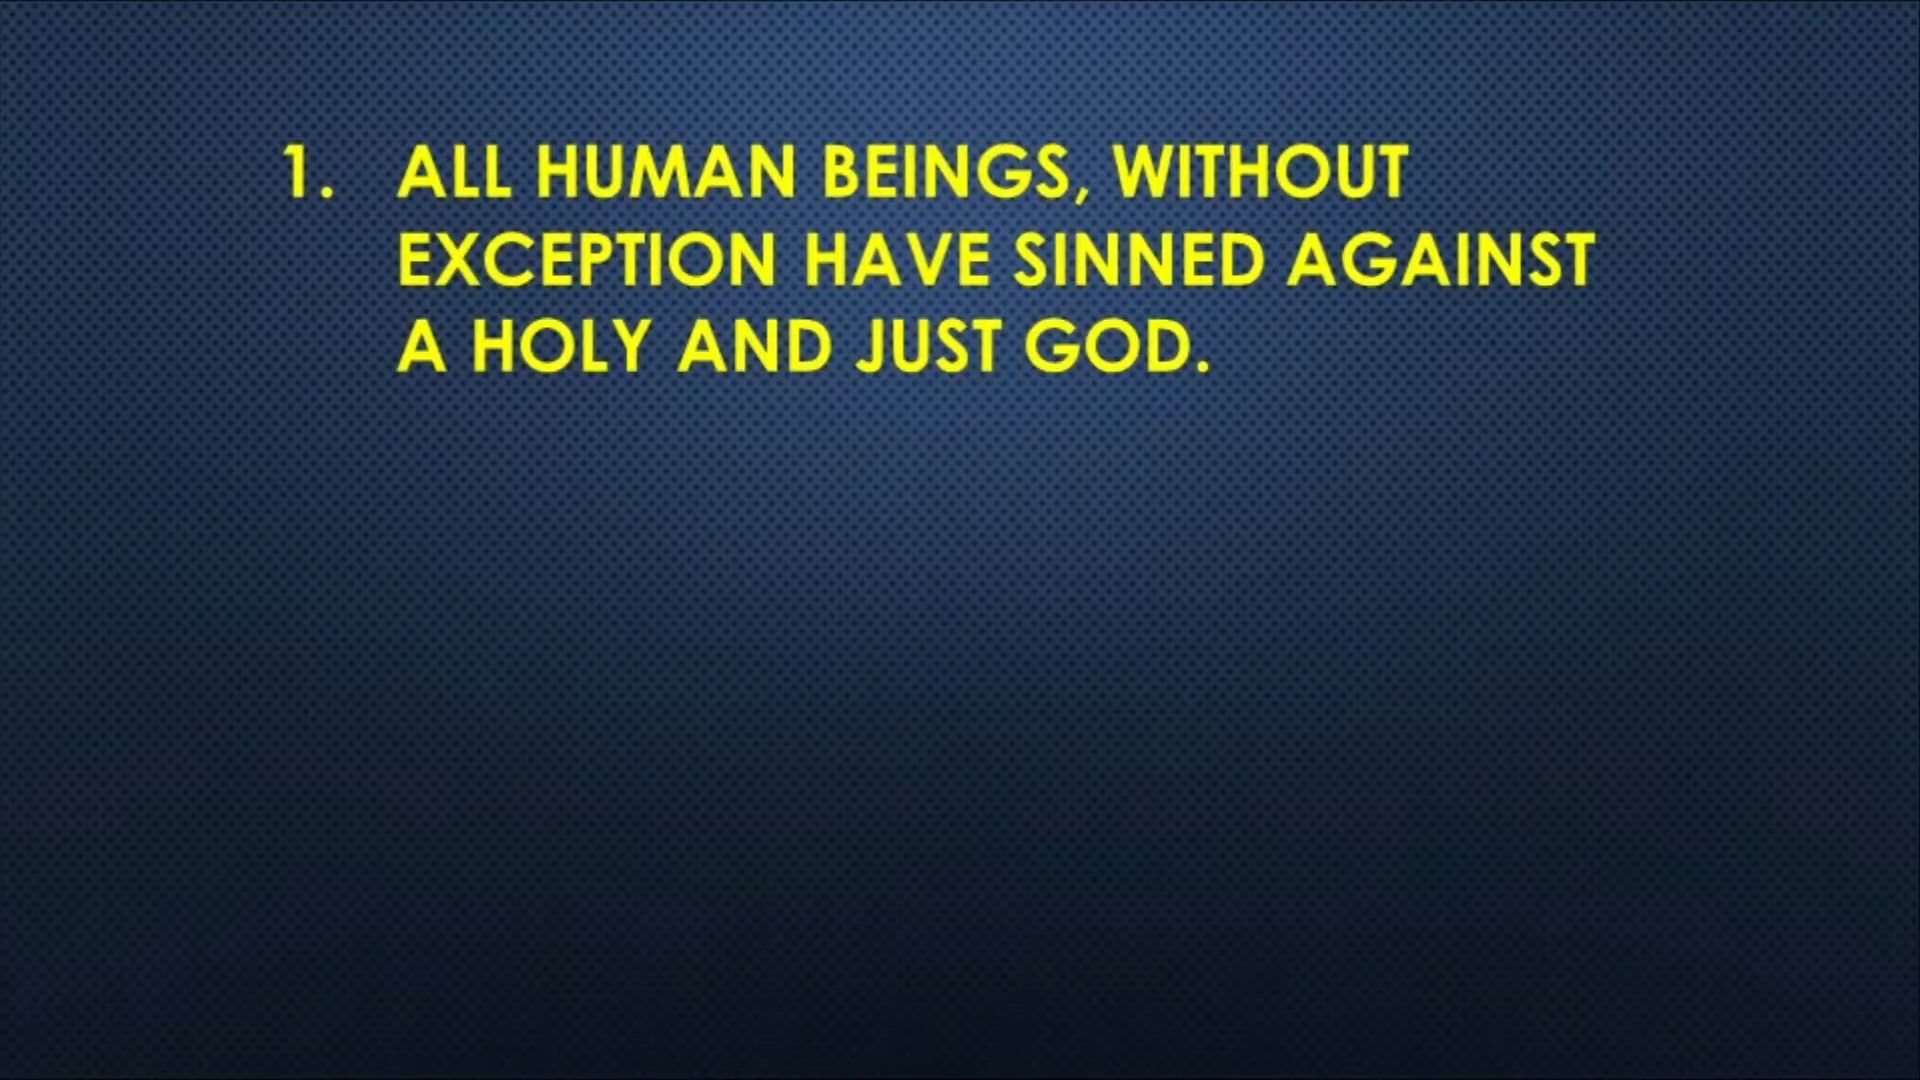 1. ALL HUMAN BEINGS, WITHOUT
EXCEPTION HAVE SINNED AGAINST
A HOLY AND JUST GOD.